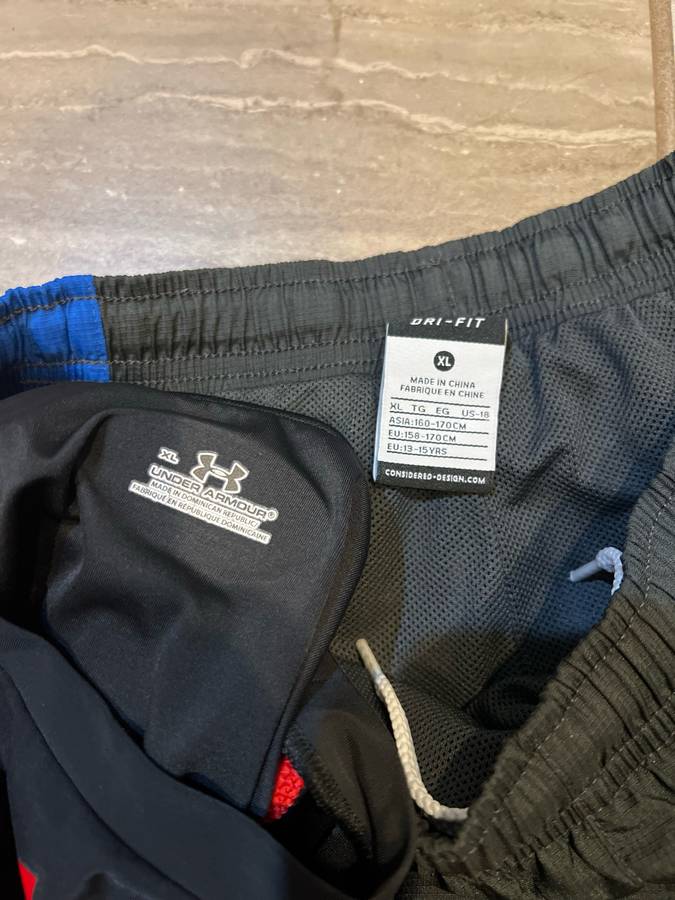 DRI-FIT
XL
MADE IN CHINA
FABRIQUE EN CHINE
XL TG EG US-18
ASIA:160-170CM
EU:158-170CM
EU:13-15YRS
CONSIDERED-DESIGN.COM
XL
UNDER ARMOUR®
MADE IN DOMINICAN REPUBLIC/
FABRIQUE EN RÉPUBLIQUE DOMINICAINE